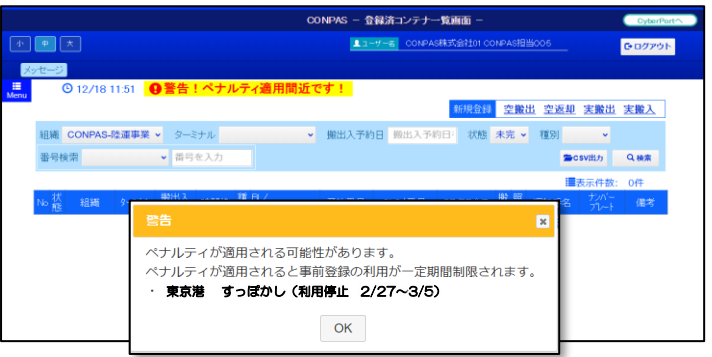 CONPAS － 登録済コンテナ一覧画面 －
CyberPortへ
小 中 大
ユーザー名 CONPAS株式会社01 CONPAS担当006
ログアウト
メッセージ
Menu
12/18 11:51 警告！ペナルティ適用間近です！
新規登録 空搬出 空返却 実搬出 実搬入
組織 CONPAS-陸運事業 ターミナル 搬出入予約日 搬出入予約日 状態 未完 種別
番号検索 番号を入力 CSV出力 検索
表示件数: 0件
No 状態 組織 ナンバープレート 備考
警告
ペナルティが適用される可能性があります。
ペナルティが適用されると事前登録の利用が一定期間制限されます。
・ 東京港 すっぽかし（利用停止 2/27～3/5）
OK